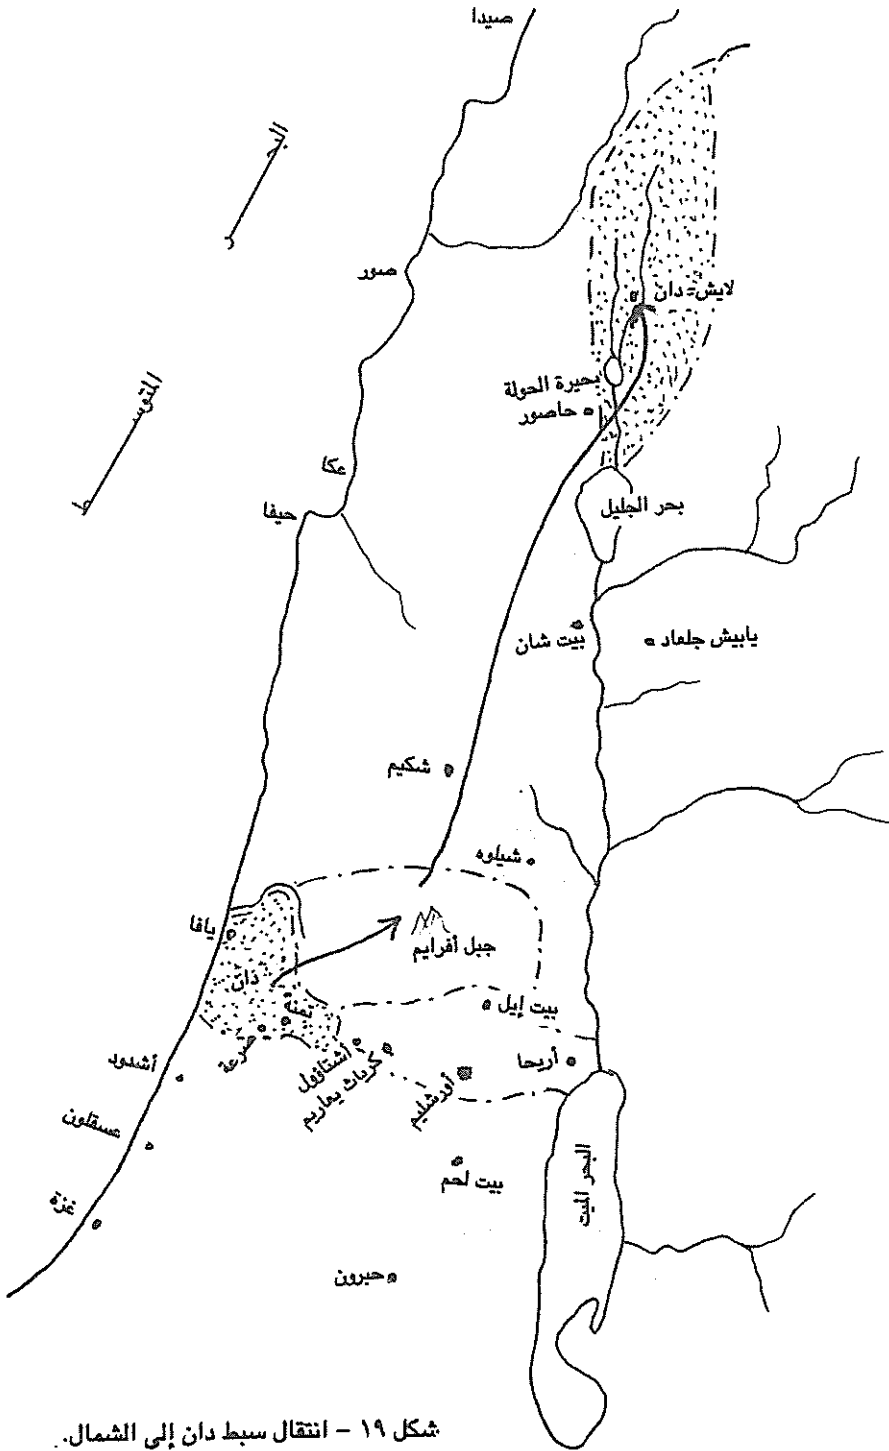 صيدا
البحر
صور
لايش=دان
المتوسط
بحيرة الحولة
حاصور
عكا
حيفا
بحر الجليل
بيت شان
يابيش جلعاد
شكيم
شيلوه
يافا
جبل أفرايم
دان
تمنة
بيت إيل
صرعة
أشدود
أشتاؤول
كريات يعاريم
أورشليم
أريحا
عسقلون
بيت لحم
البحر الميت
غزة
حبرون
شكل ١٩ – انتقال سبط دان إلى الشمال.